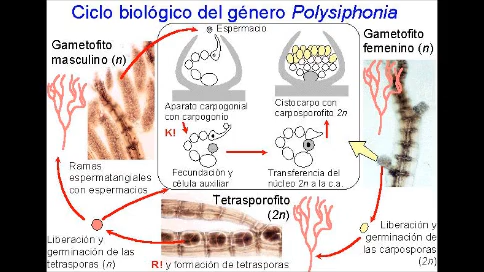 Ciclo biológico del género Polysiphonia
Espermacio
Gametofito
masculino (n)
Gametofito
femenino (n)
Aparato carpogonial
con carpogonio
Cistocarpo con
carposporofito 2n
K!
Fecundación y
célula auxiliar
Transferencia del
núcleo 2n a la c.a.
Ramas
espermatangiales
con espermacios
Tetrasporofito
(2n)
Liberación y
germinación de
las carposporas
(2n)
Liberación y
germinación de las
tetrasporas (n)
R! y formación de tetrasporas